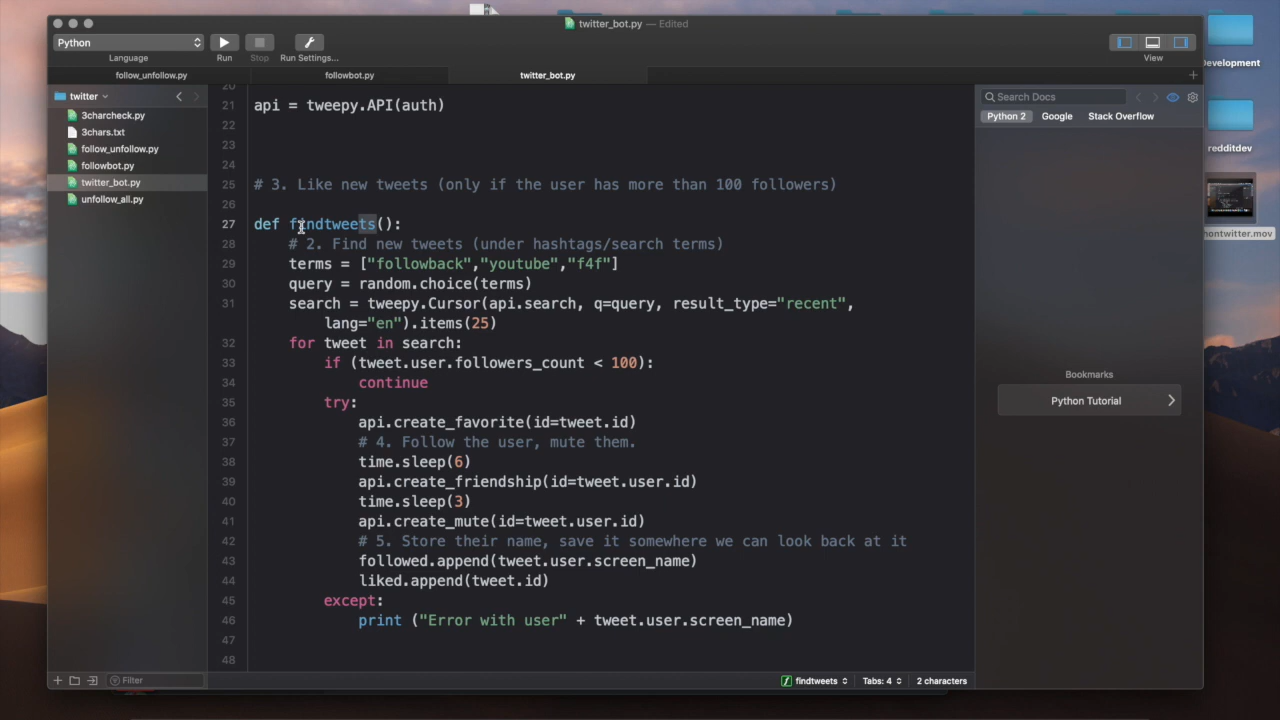 twitter_bot.py — Edited
Python
Language
Run
Stop
Run Settings...
View
follow_unfollow.py
followbot.py
twitter_bot.py
twitter
3charcheck.py
3chars.txt
follow_unfollow.py
followbot.py
twitter_bot.py
unfollow_all.py
Filter
20
21 api = tweepy.API(auth)
22
23
24
25 # 3. Like new tweets (only if the user has more than 100 followers)
26
27 def findtweets():
28 # 2. Find new tweets (under hashtags/search terms)
29 terms = ["followback","youtube","f4f"]
30 query = random.choice(terms)
31 search = tweepy.Cursor(api.search, q=query, result_type="recent",
lang="en").items(25)
32 for tweet in search:
33 if (tweet.user.followers_count < 100):
34 continue
35 try:
36 api.create_favorite(id=tweet.id)
37 # 4. Follow the user, mute them.
38 time.sleep(6)
39 api.create_friendship(id=tweet.user.id)
40 time.sleep(3)
41 api.create_mute(id=tweet.user.id)
42 # 5. Store their name, save it somewhere we can look back at it
43 followed.append(tweet.user.screen_name)
44 liked.append(tweet.id)
45 except:
46 print ("Error with user" + tweet.user.screen_name)
47
48
findtweets
Tabs: 4
2 characters
Search Docs
Python 2
Google
Stack Overflow
Bookmarks
Python Tutorial
Development
redditdev
hontwitter.mov